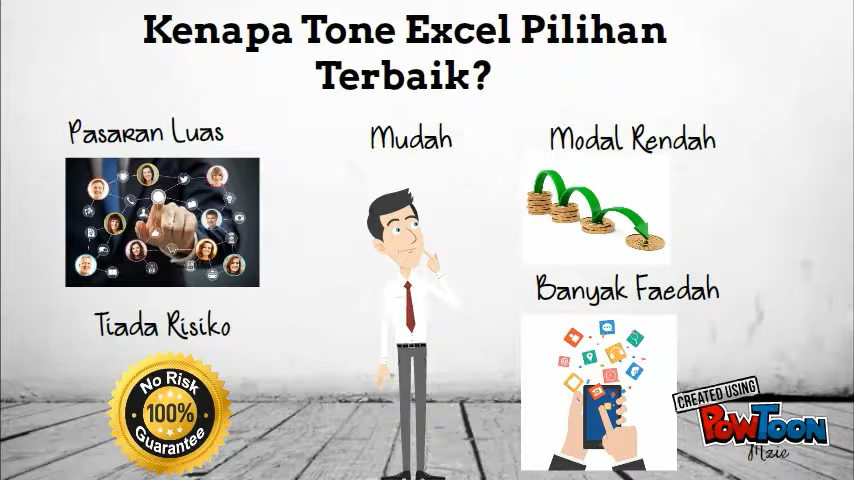 Kenapa Tone Excel Pilihan
Terbaik?
Pasaran Luas
Mudah
Modal Rendah
Banyak Faedah
Tiada Risiko
No Risk
100%
Guarantee
CREATED USING
POWTOON
Mzie